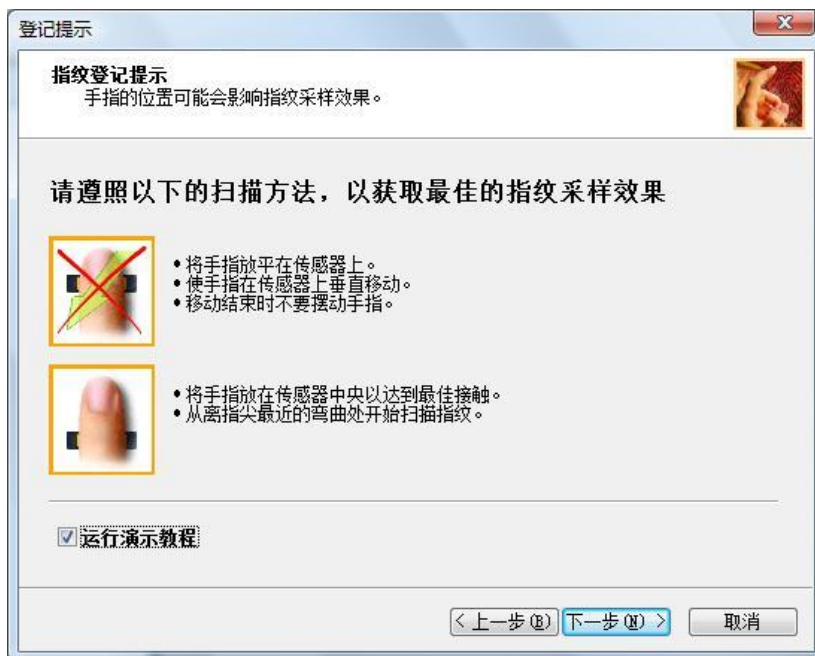 登记提示
指纹登记提示
手指的位置可能会影响指纹采样效果。
请遵照以下的扫描方法，以获取最佳的指纹采样效果
• 将手指放平在传感器上。
• 使手指在传感器上垂直移动。
• 移动结束时不要摆动手指。
• 将手指放在传感器中央以达到最佳接触。
• 从离指尖最近的弯曲处开始扫描指纹。
运行演示教程
< 上一步(B) 下一步(N) > 取消